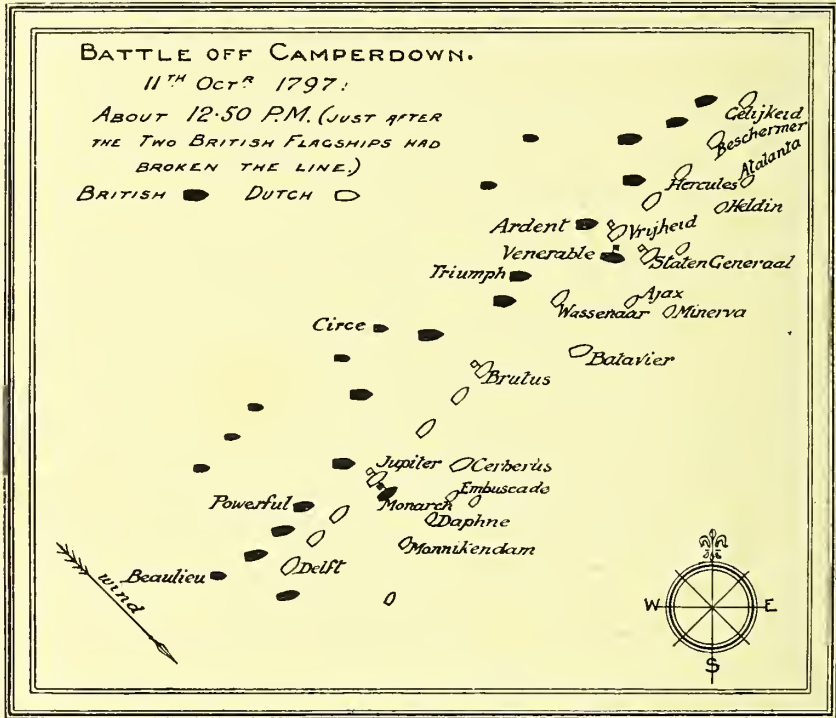 BATTLE OFF CAMPERDOWN.
11TH OCTR 1797:
ABOUT 12·50 P.M. (JUST AFTER
THE TWO BRITISH FLAGSHIPS HAD
BROKEN THE LINE.)
BRITISH DUTCH
Gelijkeid
Beschermer
Atalanta
Hercules
Heldin
Ardent
Vrijheid
Venerable
Staten Generaal
Triumph
Ajax
Wassenaar
Minerva
Circe
Batavier
Brutus
Jupiter
Cerberus
Embuscade
Powerful
Monarch
Daphne
Monnikendam
Beaulieu
Delft
wind
W
E
S